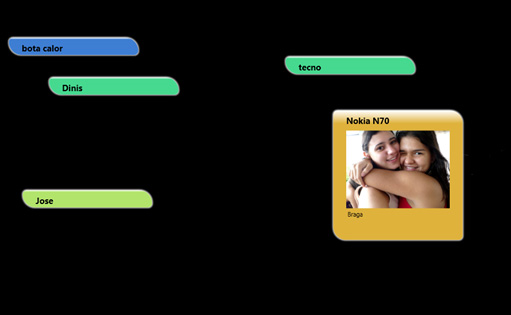 bota calor
tecno
Dinis
Nokia N70
Braga
Jose